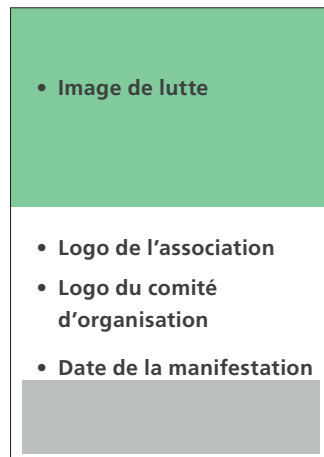 • Image de lutte
• Logo de l’association
• Logo du comité
d’organisation
• Date de la manifestation